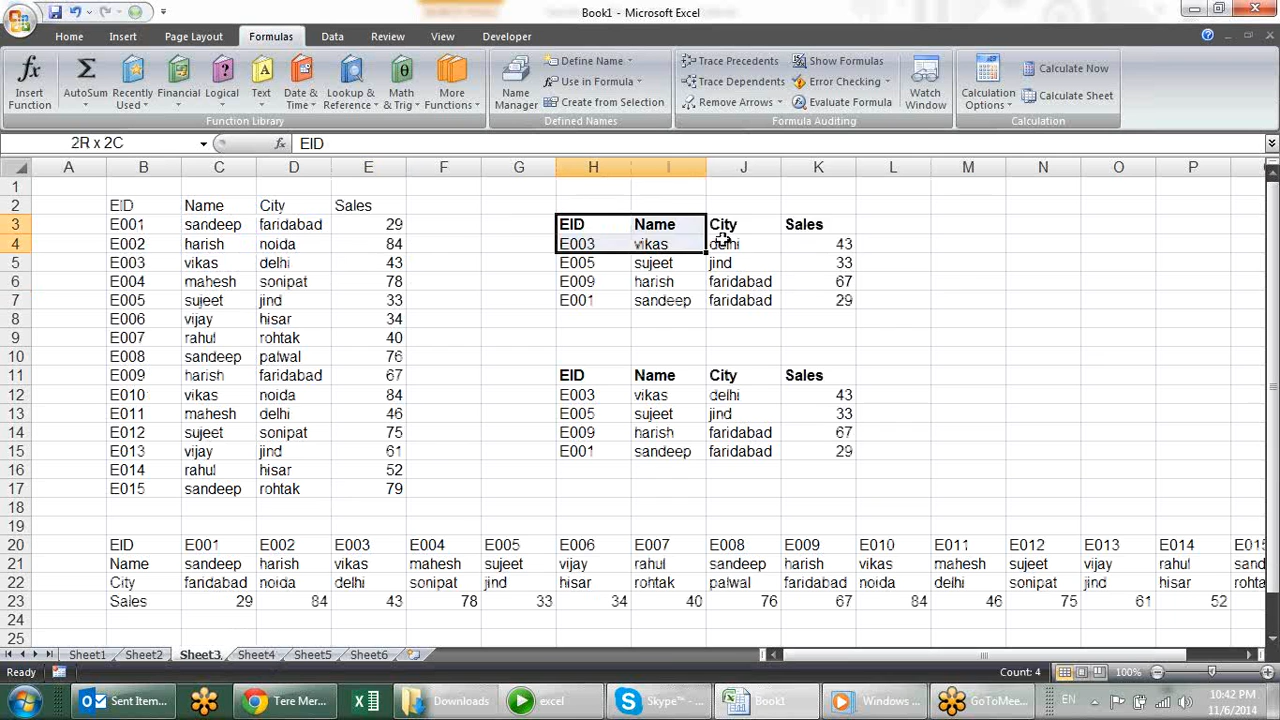 Book1 - Microsoft Excel
Home Insert Page Layout Formulas Data Review View Developer
Insert Function
AutoSum
Recently Used
Financial
Logical
Text
Date & Time
Lookup & Reference
Math & Trig
More Functions
Function Library
Name Manager
Define Name
Use in Formula
Create from Selection
Defined Names
Trace Precedents
Trace Dependents
Remove Arrows
Show Formulas
Error Checking
Evaluate Formula
Formula Auditing
Watch Window
Calculation Options
Calculate Now
Calculate Sheet
Calculation
2R x 2C fx EID
A B C D E F G H I J K L M N O P
1
2 EID Name City Sales
3 E001 sandeep faridabad 29 EID Name City Sales
4 E002 harish noida 84 E003 vikas delhi 43
5 E003 vikas delhi 43 E005 sujeet jind 33
6 E004 mahesh sonipat 78 E009 harish faridabad 67
7 E005 sujeet jind 33 E001 sandeep faridabad 29
8 E006 vijay hisar 34
9 E007 rahul rohtak 40
10 E008 sandeep palwal 76
11 E009 harish faridabad 67 EID Name City Sales
12 E010 vikas noida 84 E003 vikas delhi 43
13 E011 mahesh delhi 46 E005 sujeet jind 33
14 E012 sujeet sonipat 75 E009 harish faridabad 67
15 E013 vijay jind 61 E001 sandeep faridabad 29
16 E014 rahul hisar 52
17 E015 sandeep rohtak 79
18
19
20 EID E001 E002 E003 E004 E005 E006 E007 E008 E009 E010 E011 E012 E013 E014 E015
21 Name sandeep harish vikas mahesh sujeet vijay rahul sandeep harish vikas mahesh sujeet vijay rahul sand
22 City faridabad noida delhi sonipat jind hisar rohtak palwal faridabad noida delhi sonipat jind hisar rohta
23 Sales 29 84 43 78 33 34 40 76 67 84 46 75 61 52
24
25
Sheet1 Sheet2 Sheet3 Sheet4 Sheet5 Sheet6
Ready Count: 4 100%
Sent Item... Tere Mer... Downloads excel Skype™ -... Book1 Windows ... GoToMee... EN 10:42 PM
11/6/2014